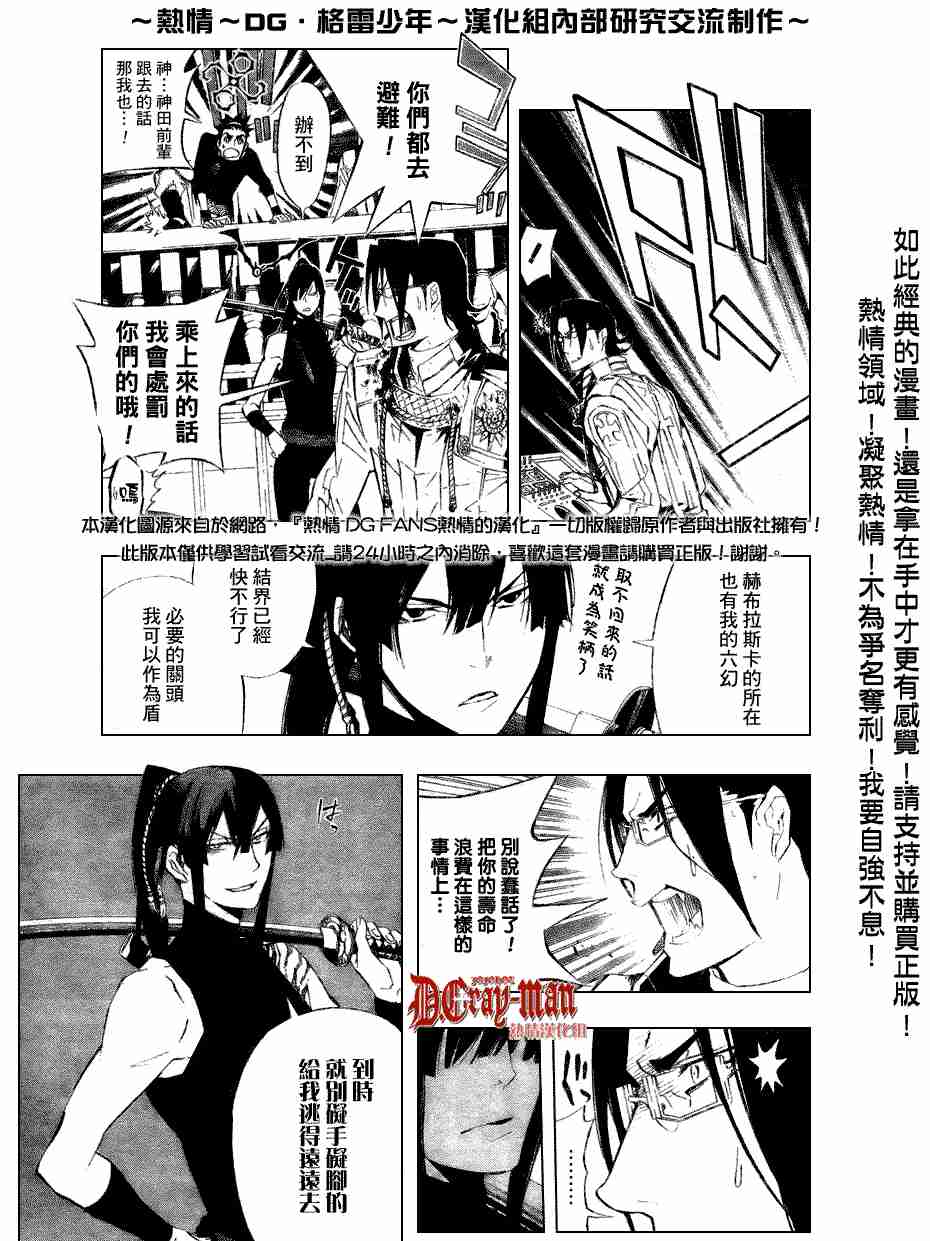 ～熱情～DG·格雷少年～漢化組內部研究交流制作～
你們都去
避難！
辦不到
神…神田前輩
跟去的話
那我也…！
乘上來的話
我會處罰
你們的哦！
嗚
本漢化圖源來自於網路，『熱情 DG FANS熱情的漢化』一切版權歸原作者與出版社擁有！
此版本僅供學習試看交流 請24小時之內消除，喜歡這套漫畫請購買正版！謝謝。
赫布拉斯卡的所在
也有我的六幻
取不回來的話
就成為笑柄了
結界已經
快不行了
必要的關頭
我可以作為盾
別說蠢話了！
把你的壽命
浪費在這樣的
事情上…
は
D.Gray-man
熱情漢化組
………
到時
就別礙手礙腳的
給我逃得遠遠去
如此經典的漫畫！還是拿在手中才更有感覺！請支持並購買正版！
熱情領域！凝聚熱情！不為爭名奪利！我要自強不息！